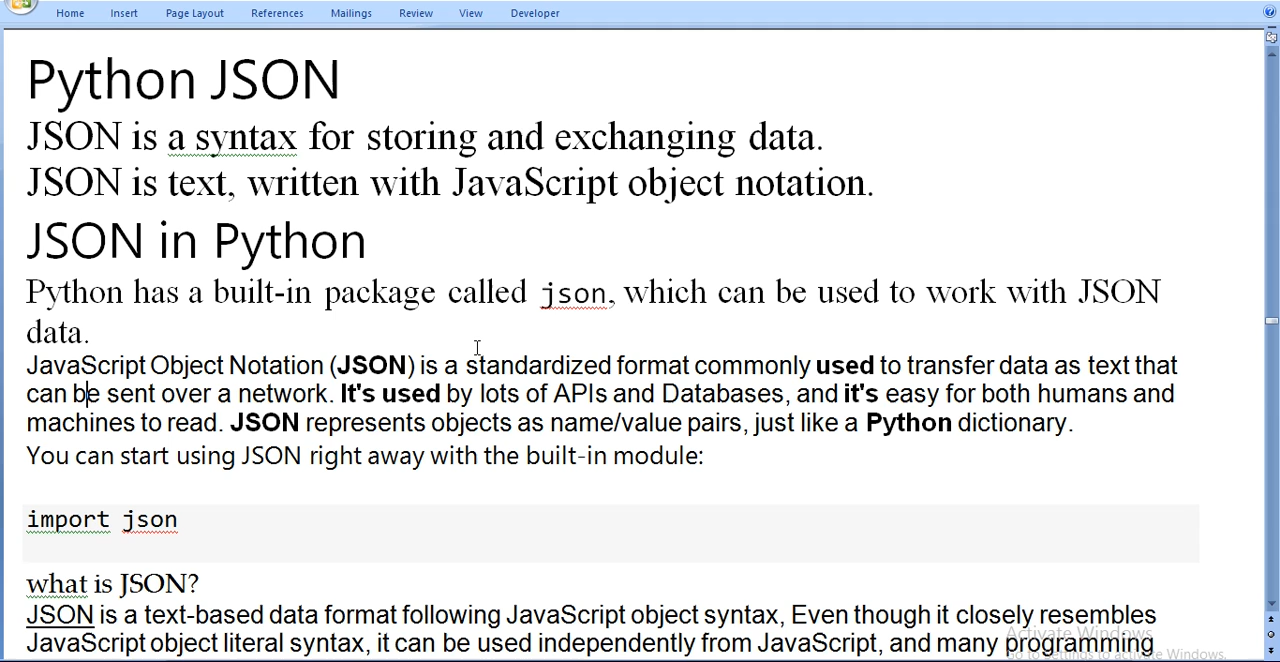 Home Insert Page Layout References Mailings Review View Developer
Python JSON
JSON is a syntax for storing and exchanging data.
JSON is text, written with JavaScript object notation.
JSON in Python
Python has a built-in package called json, which can be used to work with JSON
data.
JavaScript Object Notation (JSON) is a standardized format commonly used to transfer data as text that
can be sent over a network. It's used by lots of APIs and Databases, and it's easy for both humans and
machines to read. JSON represents objects as name/value pairs, just like a Python dictionary.
You can start using JSON right away with the built-in module:
import json
what is JSON?
JSON is a text-based data format following JavaScript object syntax, Even though it closely resembles
JavaScript object literal syntax, it can be used independently from JavaScript, and many programming
Activate Windows
Go to Settings to activate Windows.